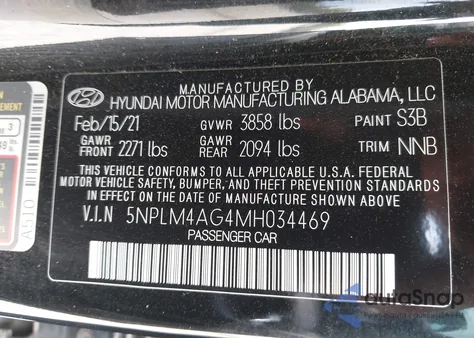 MANUFACTURED BY
HYUNDAI MOTOR MANUFACTURING ALABAMA, LLC
Feb/15/21 GVWR 3858 lbs PAINT S3B
GAWR FRONT 2271 lbs GAWR REAR 2094 lbs TRIM NNB
THIS VEHICLE CONFORMS TO ALL APPLICABLE U.S.A. FEDERAL
MOTOR VEHICLE SAFETY, BUMPER, AND THEFT PREVENTION STANDARDS
IN EFFECT ON THE DATE OF MANUFACTURE SHOWN ABOVE
V.I.N 5NPLM4AG4MH034469
PASSENGER CAR
A510
3
autoSnap